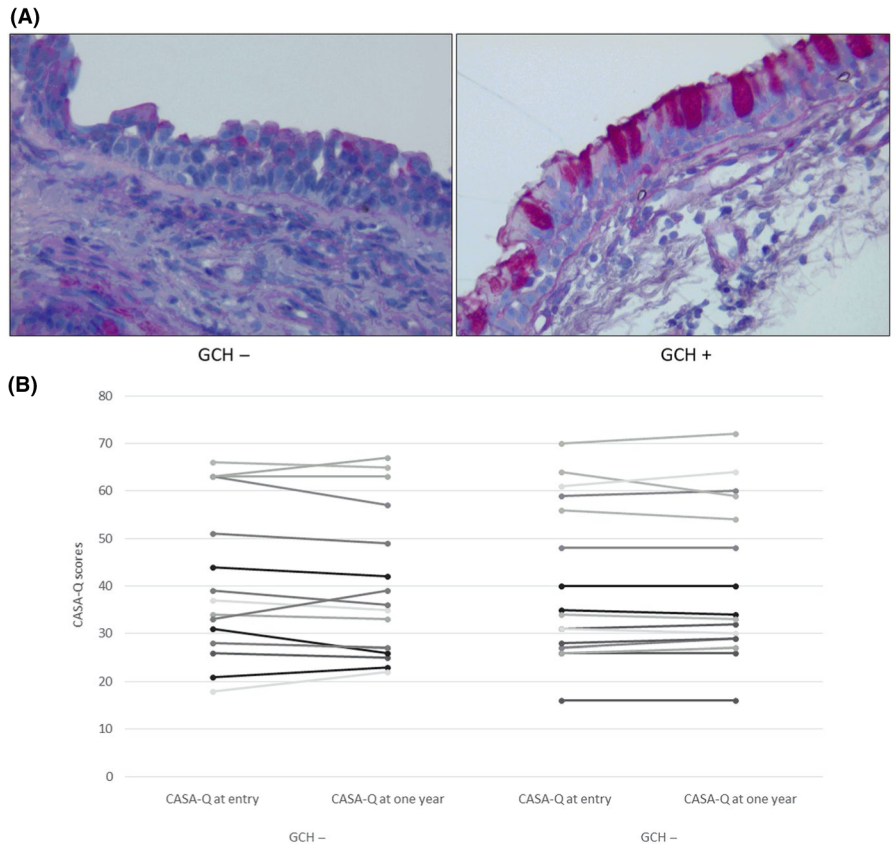 (A)
GCH –
GCH +
(B)
80
70
60
50
40
30
20
10
0
CASA-Q scores
CASA-Q at entry
CASA-Q at one year
CASA-Q at entry
CASA-Q at one year
GCH –
GCH –